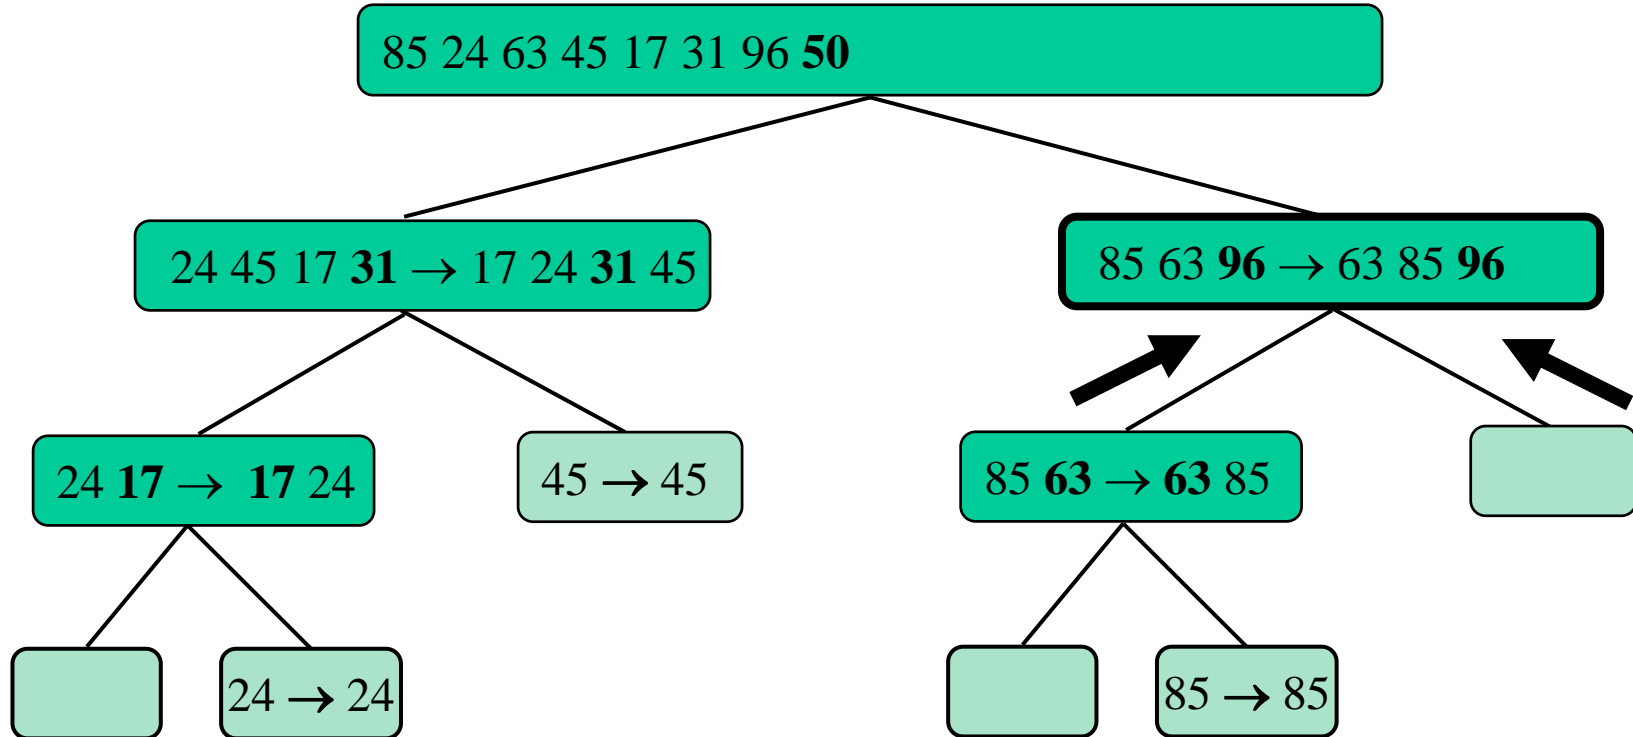 85 24 63 45 17 31 96 50
24 45 17 31 → 17 24 31 45
85 63 96 → 63 85 96
24 17 → 17 24
45 → 45
85 63 → 63 85
24 → 24
85 → 85